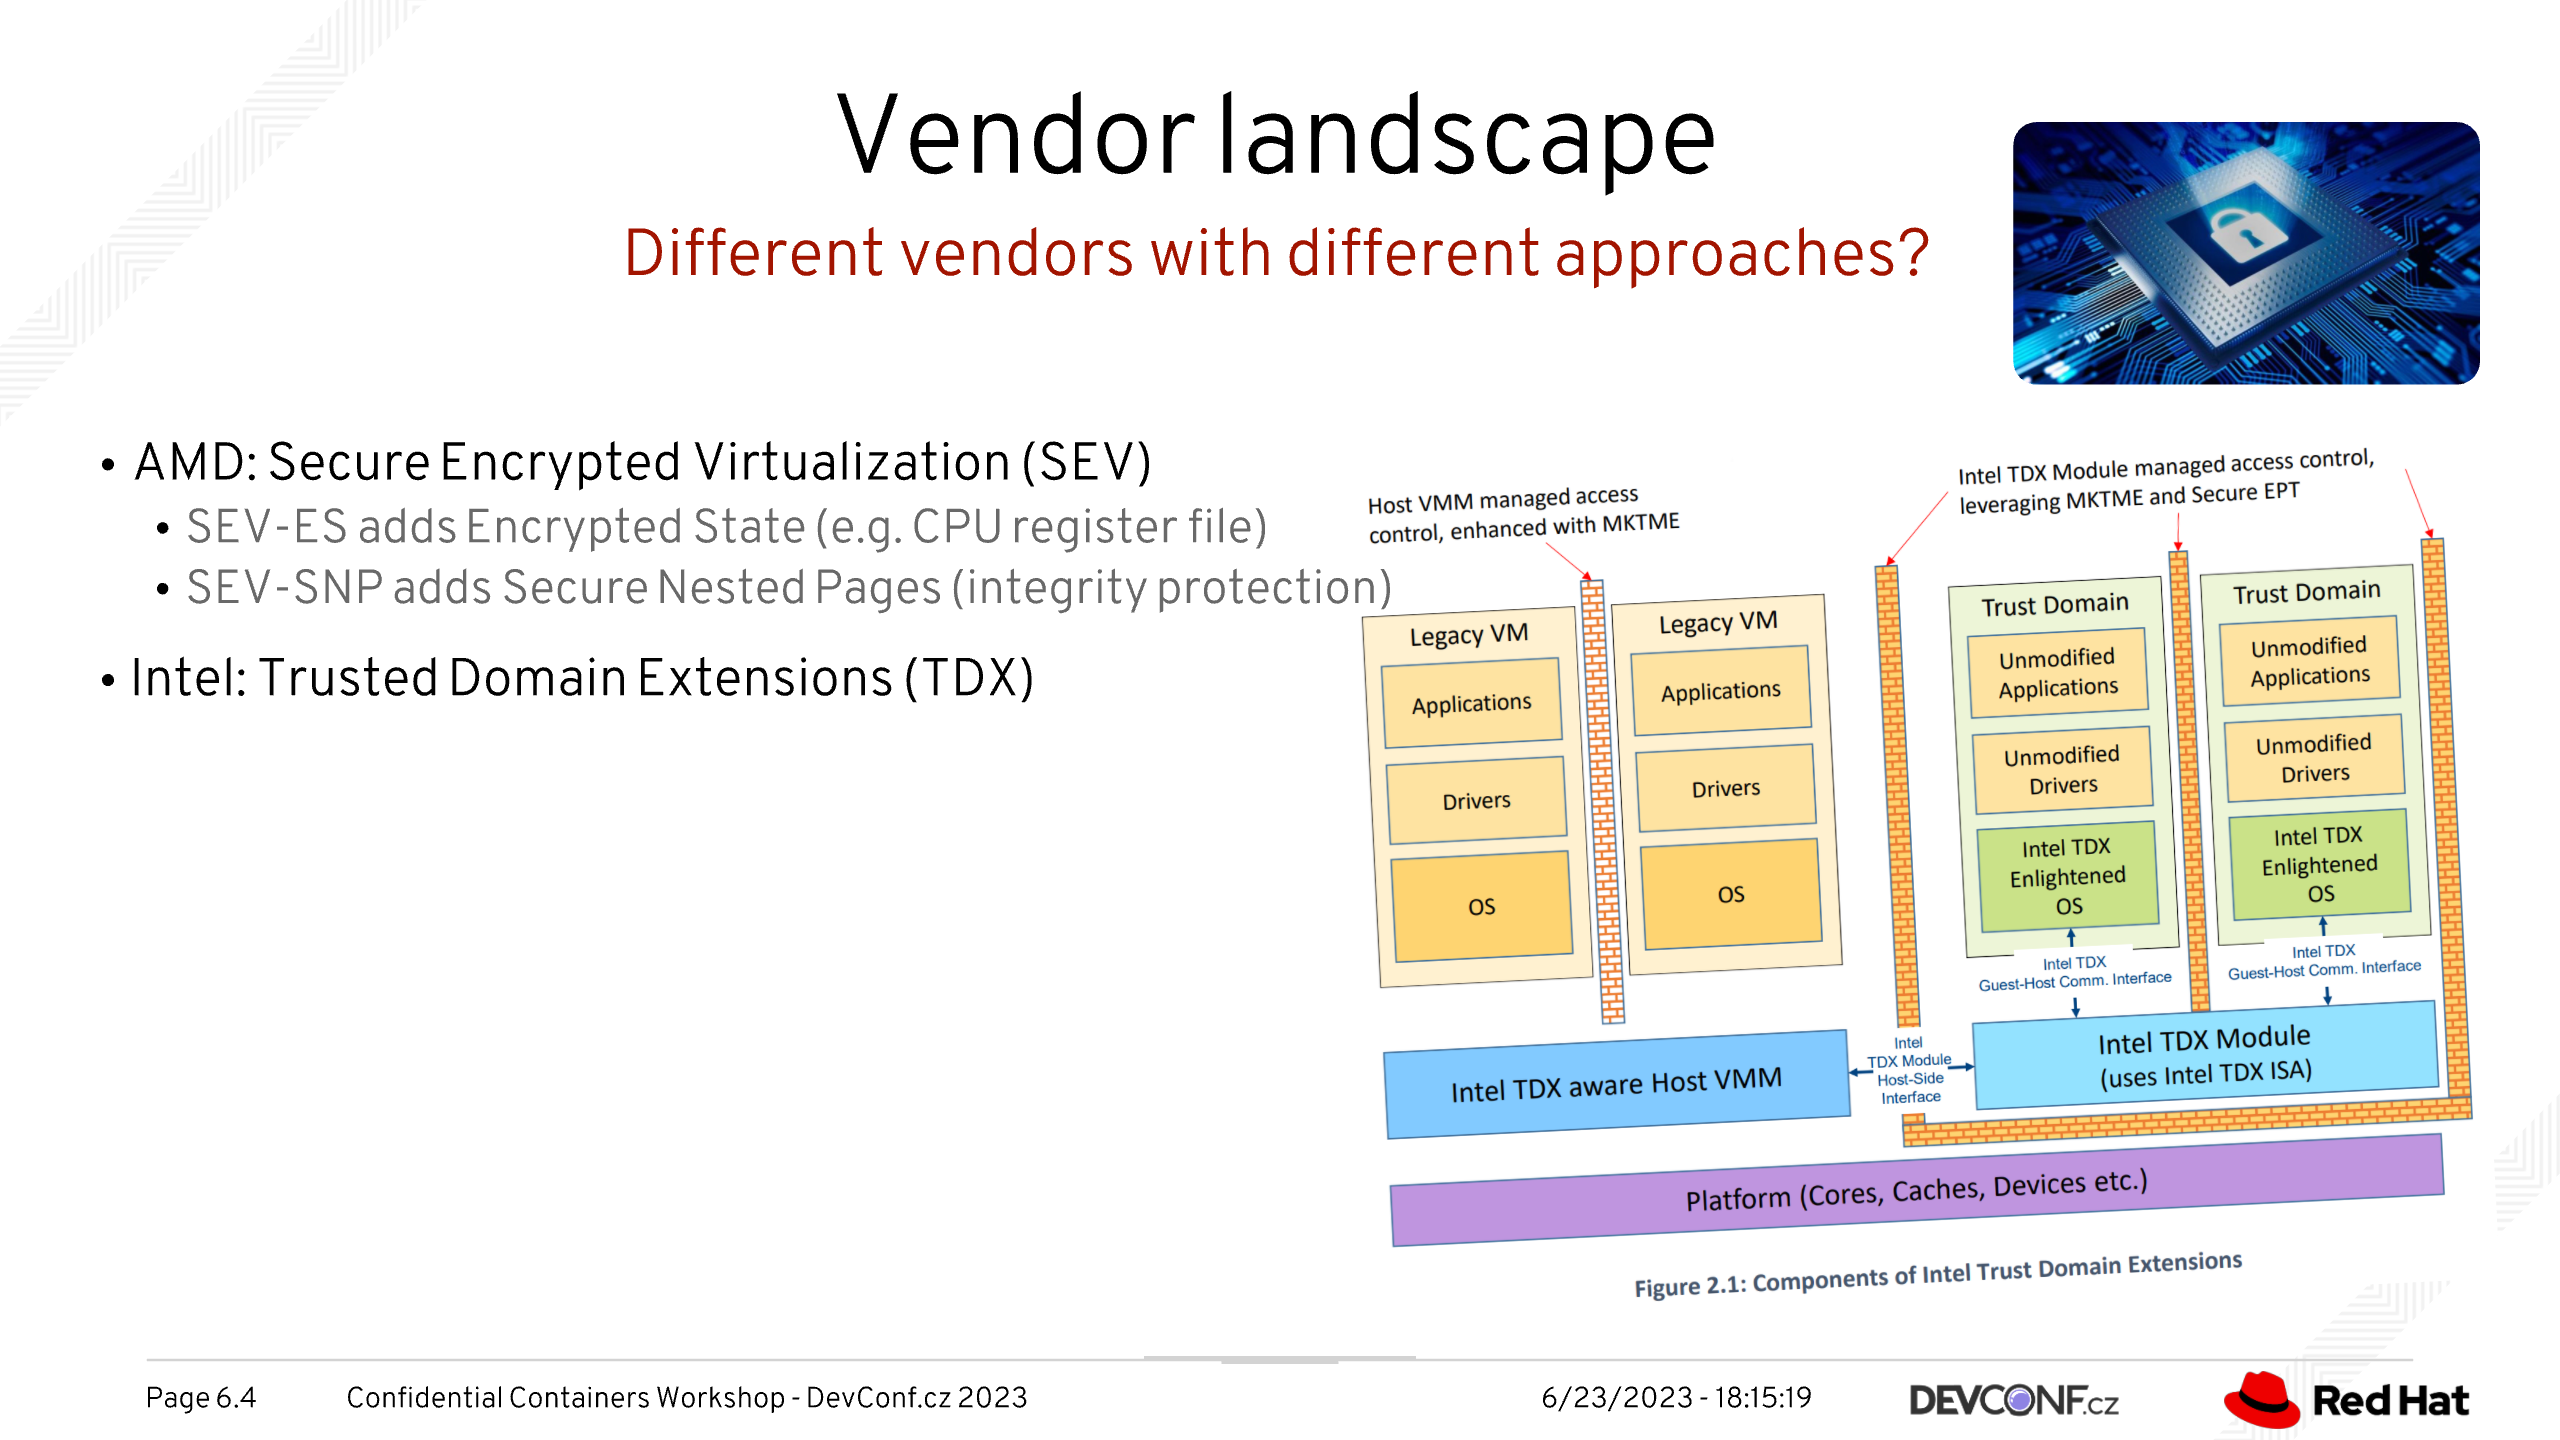 Vendor landscape
Different vendors with different approaches?
• AMD: Secure Encrypted Virtualization (SEV)
• SEV-ES adds Encrypted State (e.g. CPU register file)
• SEV-SNP adds Secure Nested Pages (integrity protection)
• Intel: Trusted Domain Extensions (TDX)
Host VMM managed access
control, enhanced with MKTME
Intel TDX Module managed access control,
leveraging MKTME and Secure EPT
Legacy VM
Applications
Drivers
OS
Legacy VM
Applications
Drivers
OS
Trust Domain
Unmodified
Applications
Unmodified
Drivers
Intel TDX
Enlightened
OS
Trust Domain
Unmodified
Applications
Unmodified
Drivers
Intel TDX
Enlightened
OS
Intel TDX
Guest-Host Comm. Interface
Intel TDX
Guest-Host Comm. Interface
Intel TDX aware Host VMM
Intel
TDX Module
Host-Side
Interface
Intel TDX Module
(uses Intel TDX ISA)
Platform (Cores, Caches, Devices etc.)
Figure 2.1: Components of Intel Trust Domain Extensions
Page 6.4
Confidential Containers Workshop - DevConf.cz 2023
6/23/2023 - 18:15:19
DEVCONF.cz
Red Hat